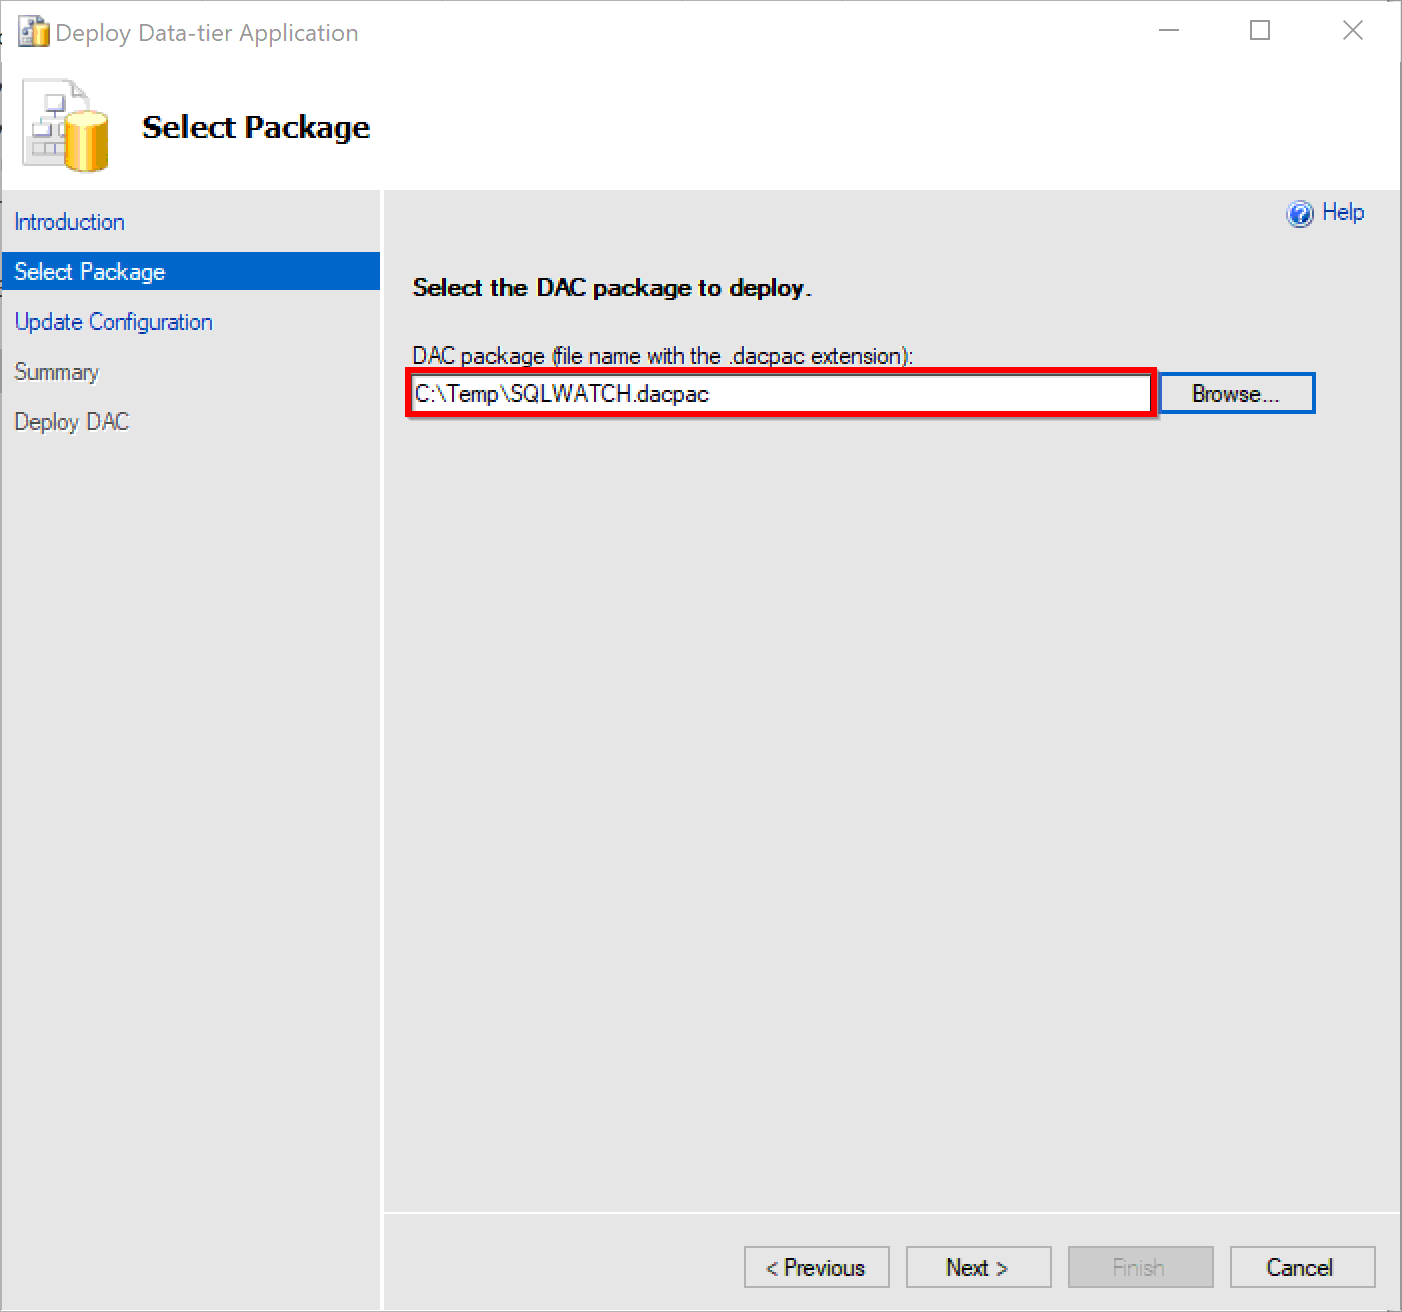 Deploy Data-tier Application
Select Package
Introduction
Select Package
Update Configuration
Summary
Deploy DAC
Help
Select the DAC package to deploy.
DAC package (file name with the .dacpac extension):
C:\Temp\SQLWATCH.dacpac
Browse...
< Previous
Next >
Finish
Cancel